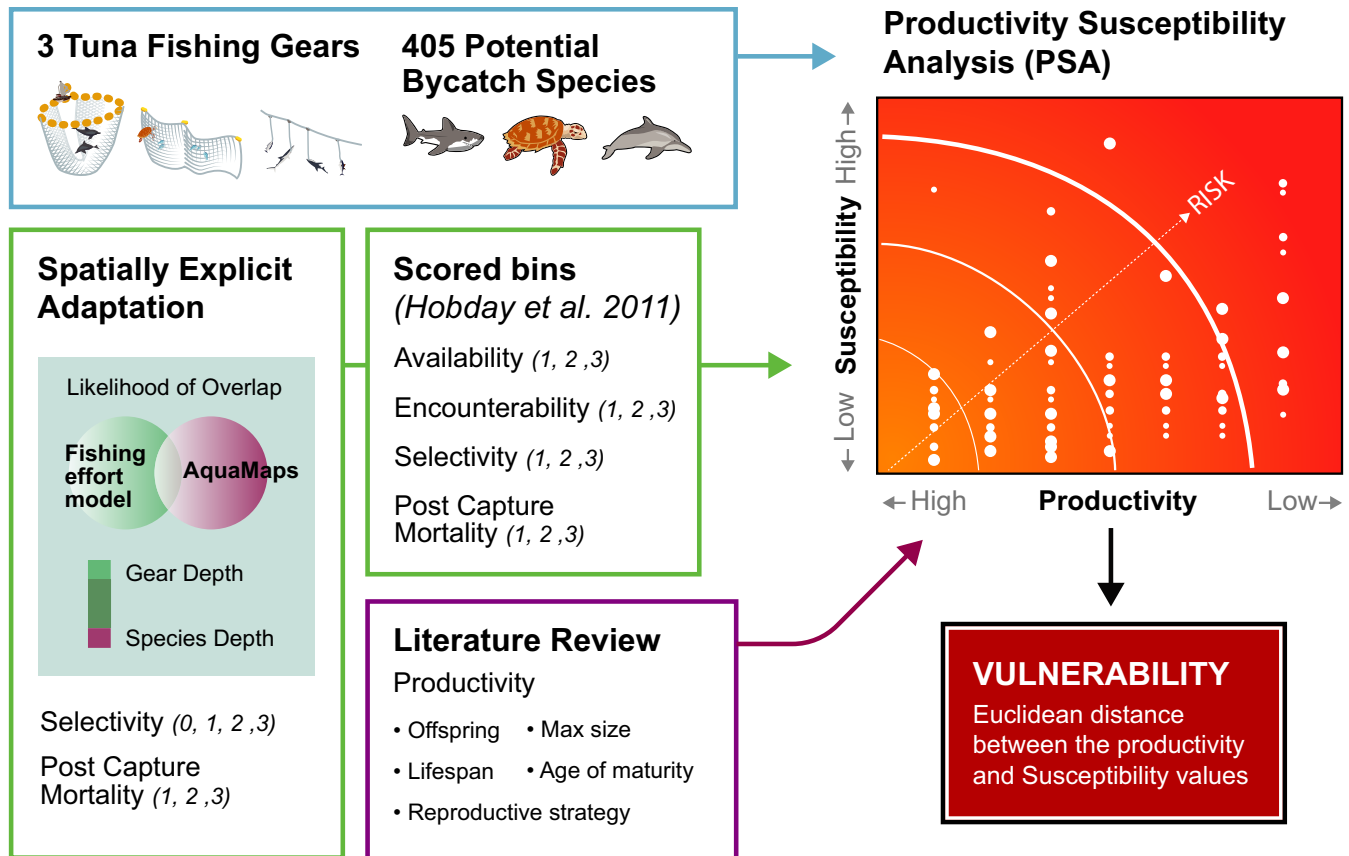 3 Tuna Fishing Gears
405 Potential
Bycatch Species
Productivity Susceptibility
Analysis (PSA)
Spatially Explicit
Adaptation
Likelihood of Overlap
Fishing
effort
model
AquaMaps
Gear Depth
Species Depth
Selectivity (0, 1, 2 ,3)
Post Capture
Mortality (1, 2 ,3)
Scored bins
(Hobday et al. 2011)
Availability (1, 2 ,3)
Encounterability (1, 2 ,3)
Selectivity (1, 2 ,3)
Post Capture
Mortality (1, 2 ,3)
Literature Review
Productivity
• Offspring • Max size
• Lifespan • Age of maturity
• Reproductive strategy
←Low Susceptibility High→
RISK
←High Productivity Low→
VULNERABILITY
Euclidean distance
between the productivity
and Susceptibility values